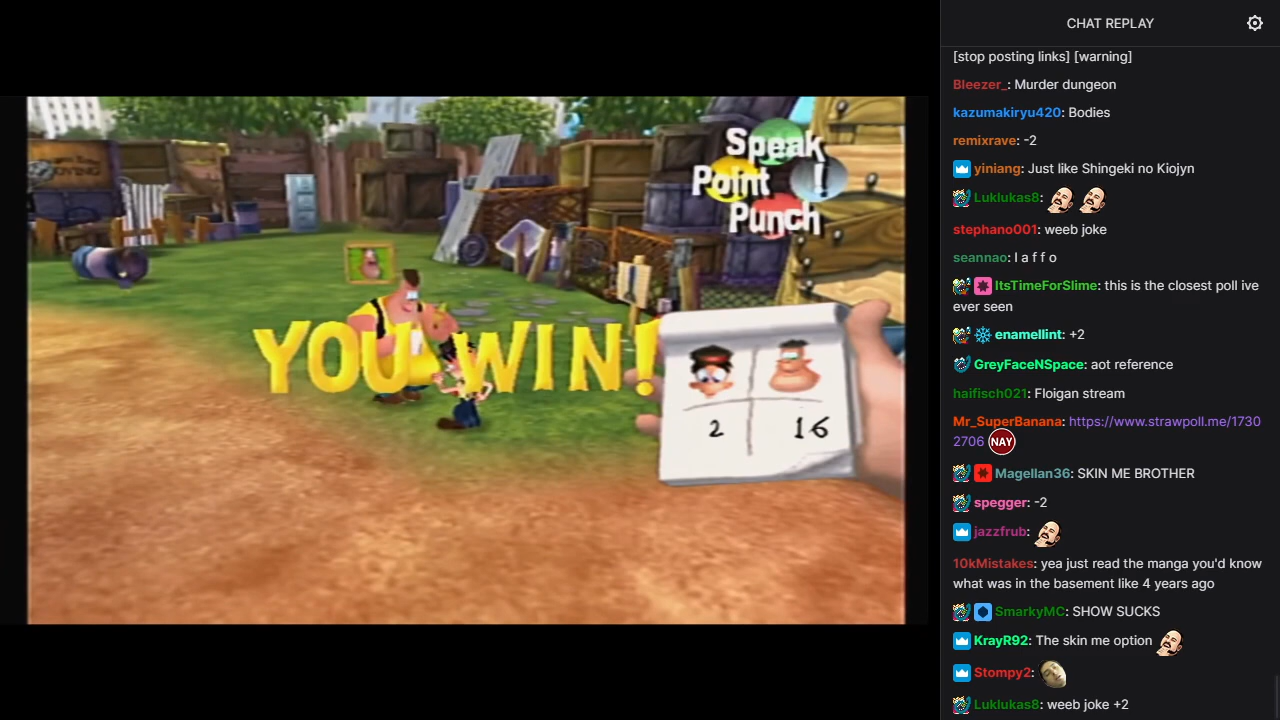 Speak
Point !
Punch
YOU WIN!
2 16
CHAT REPLAY
[stop posting links] [warning]
Bleezer_: Murder dungeon
kazumakiryu420: Bodies
remixrave: -2
yiniang: Just like Shingeki no Kiojyn
Luklukas8:
stephano001: weeb joke
seannao: l a f f o
ItsTimeForSlime: this is the closest poll ive
ever seen
enamellint: +2
GreyFaceNSpace: aot reference
haifisch021: Floigan stream
Mr_SuperBanana: https://www.strawpoll.me/1730
2706 NAY
Magellan36: SKIN ME BROTHER
spegger: -2
jazzfrub:
10kMistakes: yea just read the manga you'd know
what was in the basement like 4 years ago
SmarkyMC: SHOW SUCKS
KrayR92: The skin me option
Stompy2:
Luklukas8: weeb joke +2